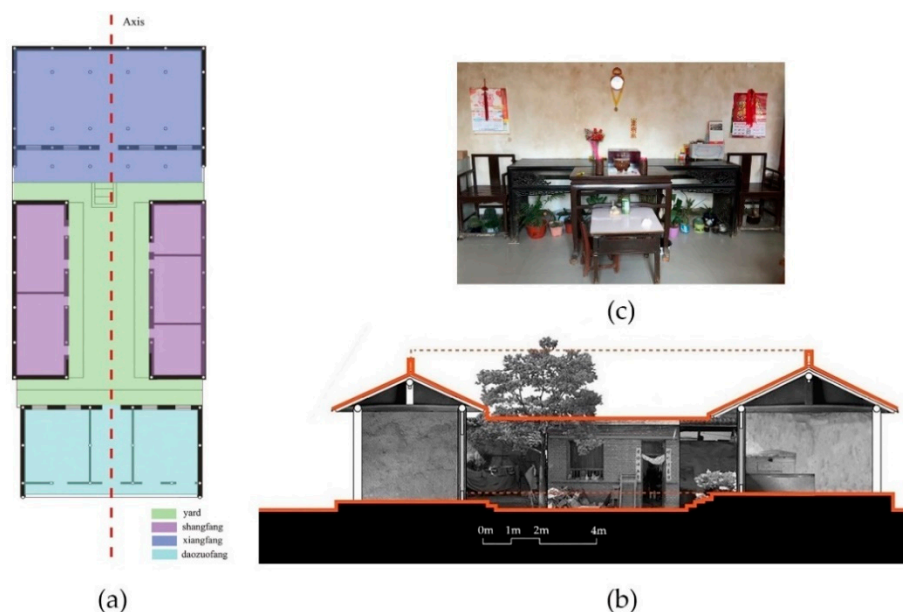 Axis
yard
shangfang
xiangfang
daozuofang
(a)
(c)
0m 1m 2m 4m
(b)